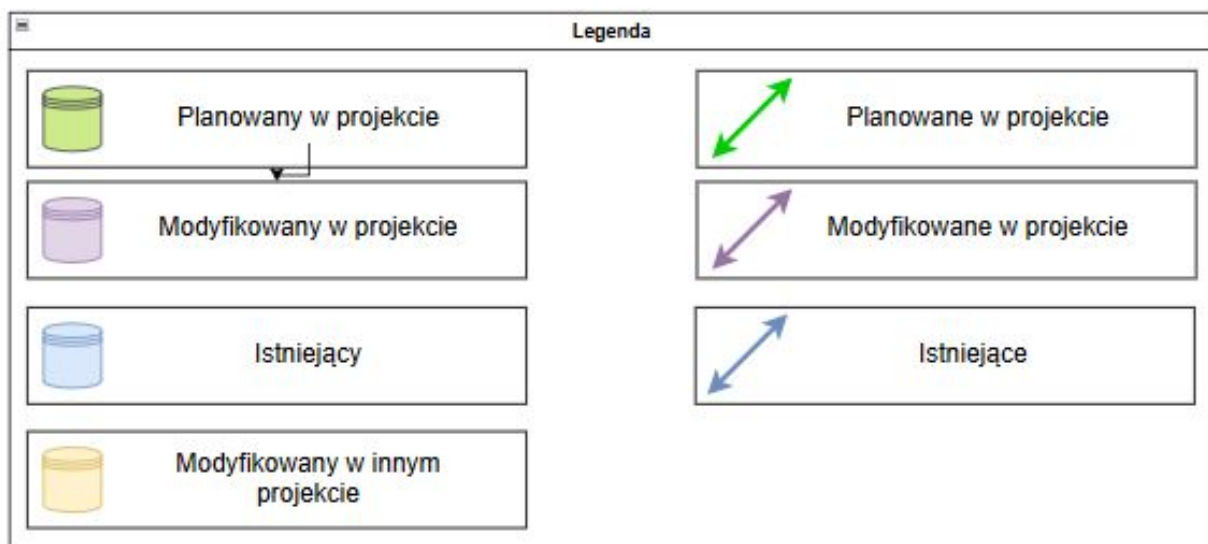 Legenda
Planowany w projekcie
Planowane w projekcie
Modyfikowany w projekcie
Modyfikowane w projekcie
Istniejący
Istniejące
Modyfikowany w innym
projekcie